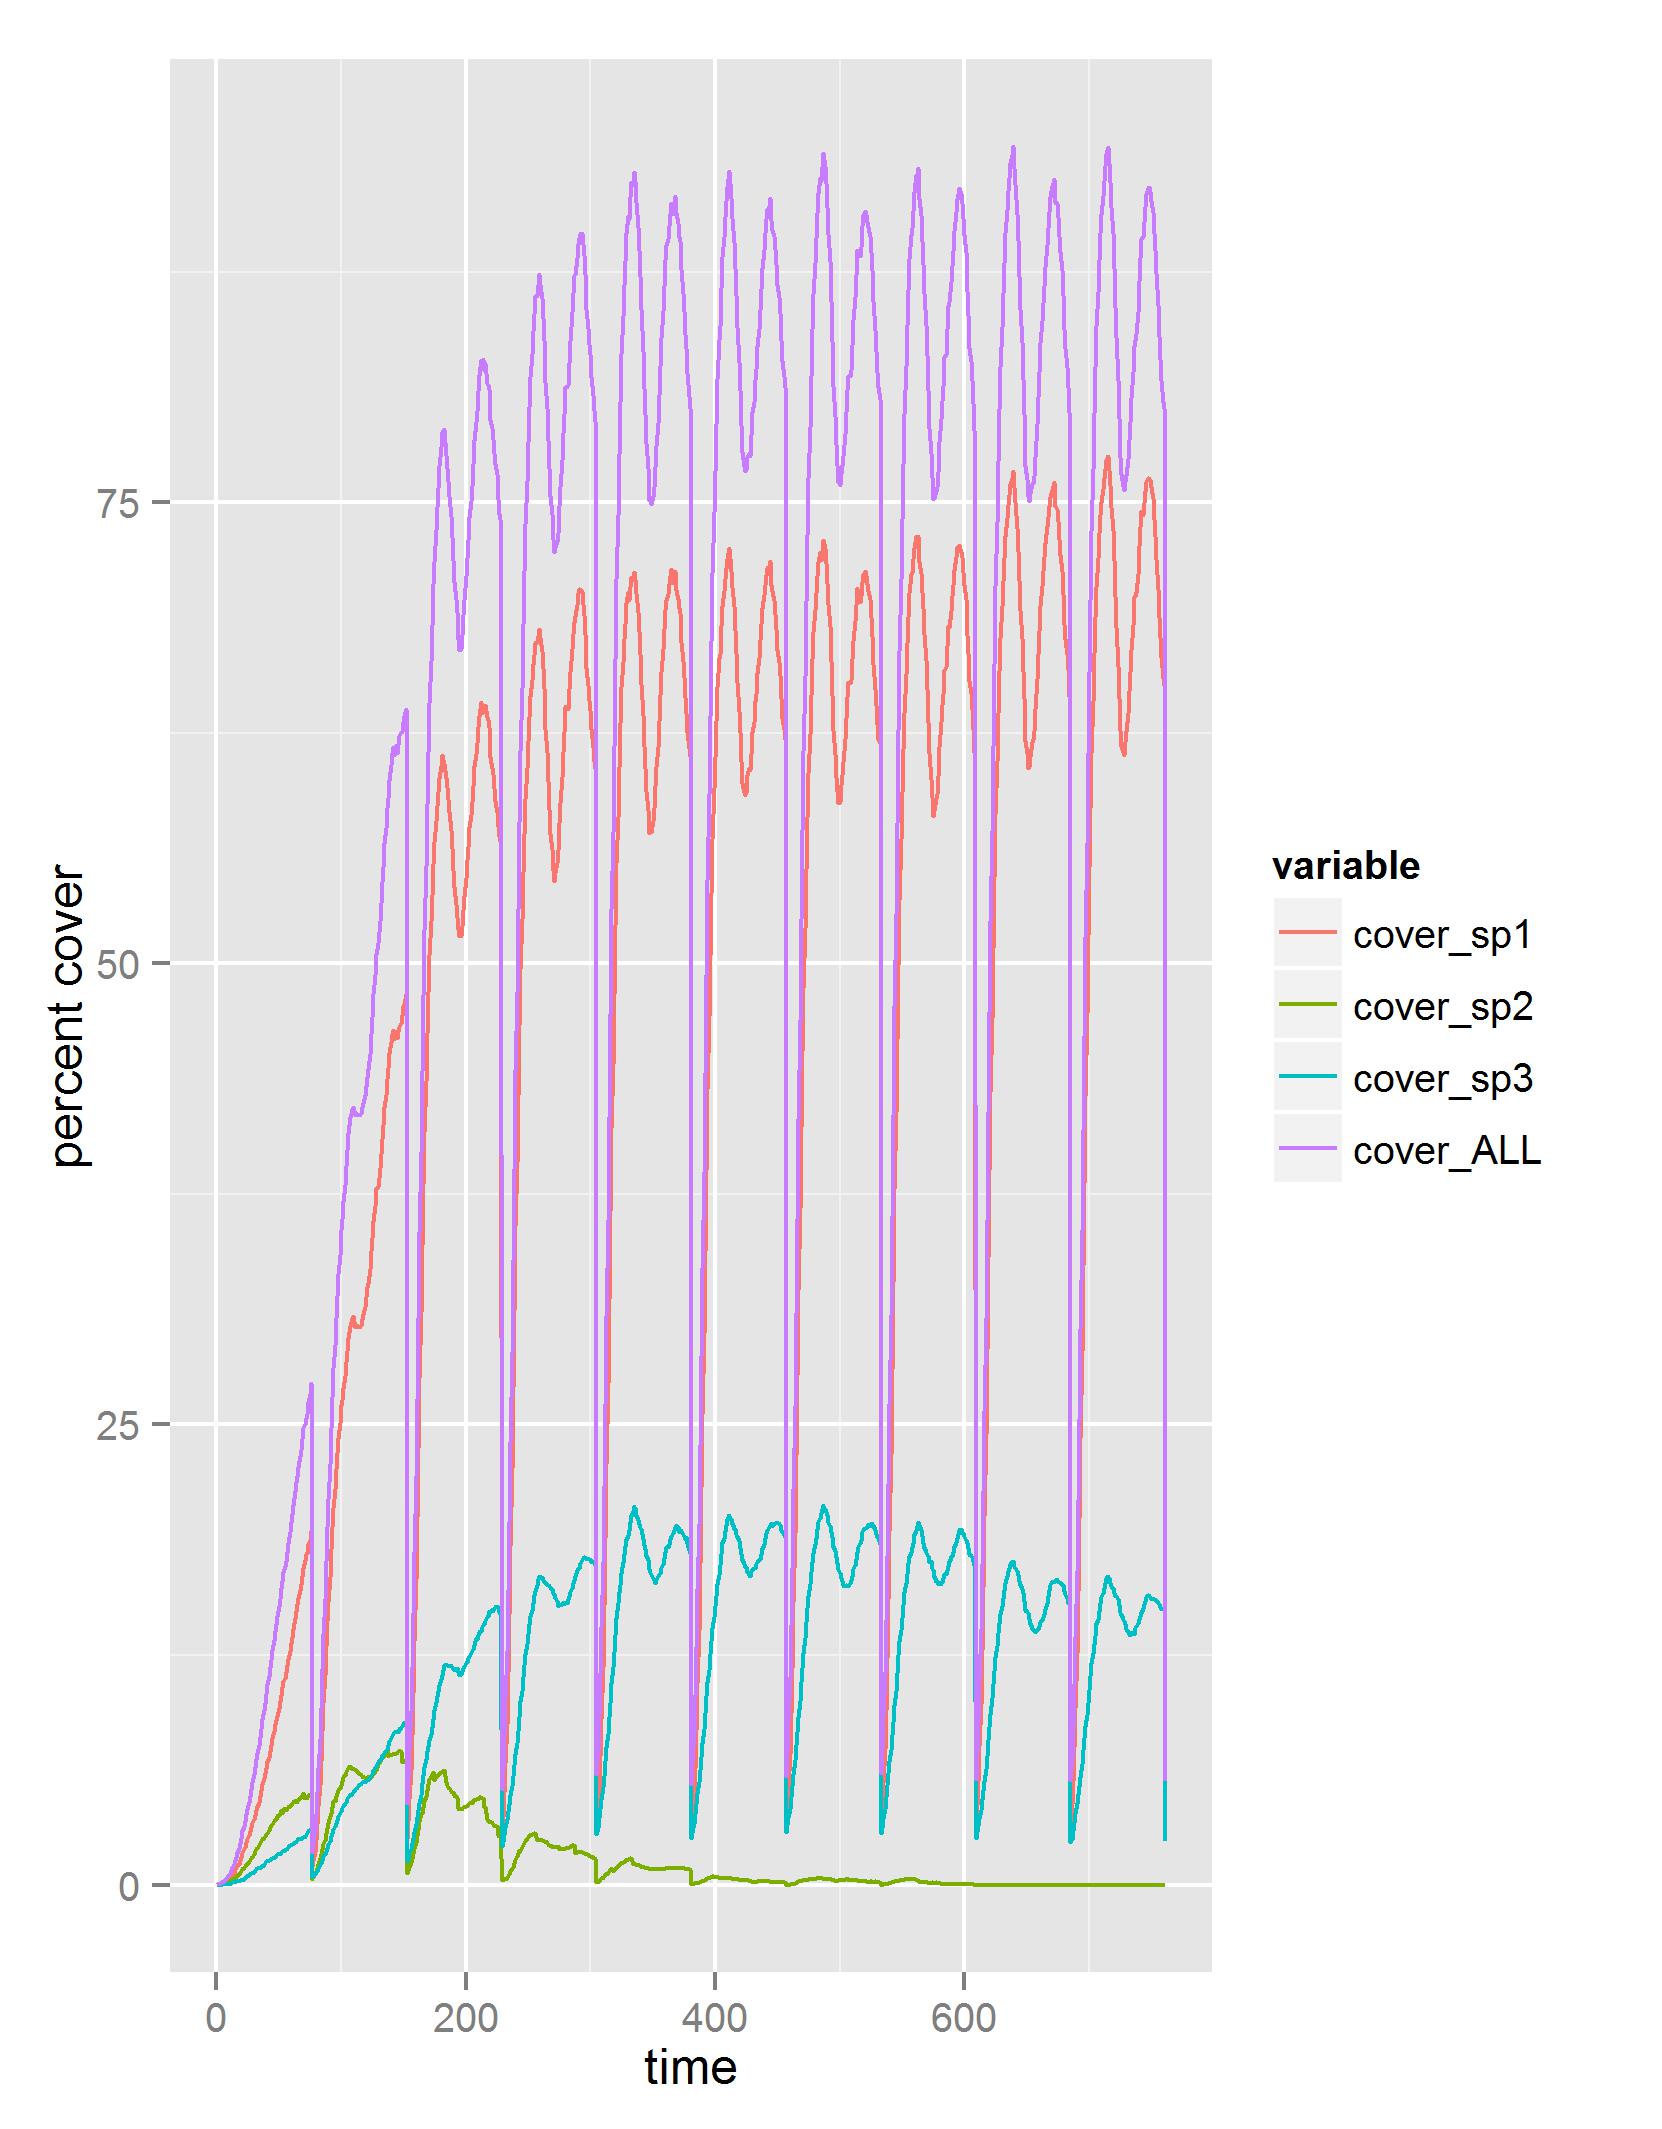 percent cover
75
50
25
0
0 200 400 600
time
variable
cover_sp1
cover_sp2
cover_sp3
cover_ALL